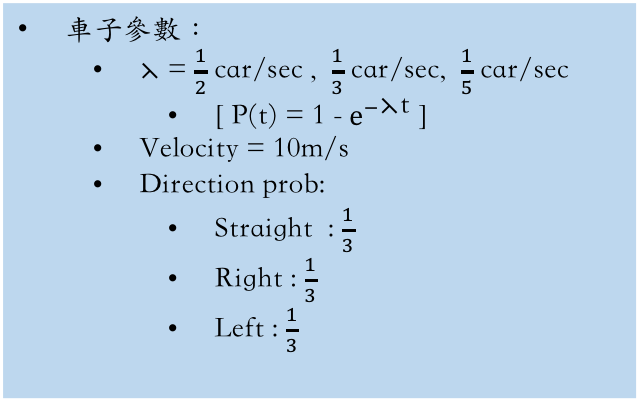 • 車子參數：
• λ = 1/2 car/sec , 1/3 car/sec, 1/5 car/sec
• [ P(t) = 1 - e^−λt ]
• Velocity = 10m/s
• Direction prob:
• Straight : 1/3
• Right : 1/3
• Left : 1/3